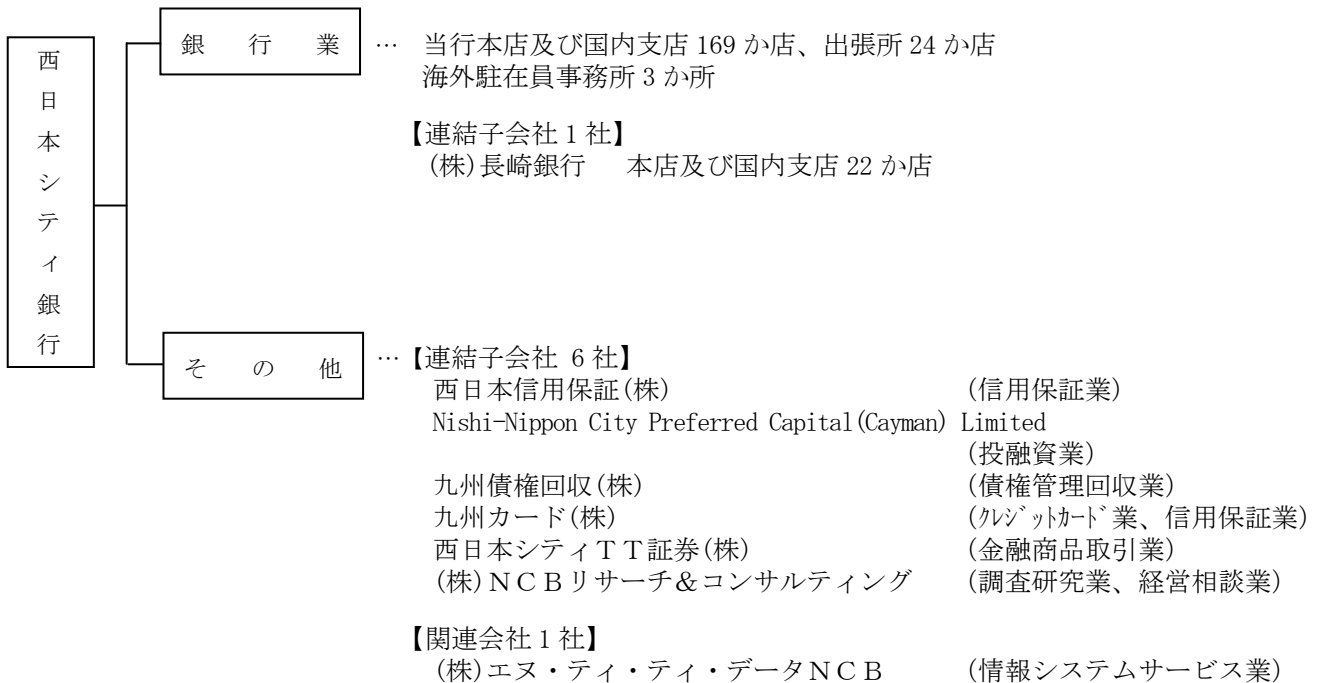 西日本シティ銀行
銀行業 … 当行本店及び国内支店 169 か店、出張所 24 か店
海外駐在員事務所 3 か所
【連結子会社 1 社】
(株)長崎銀行 本店及び国内支店 22 か店
その他 …【連結子会社 6 社】
西日本信用保証(株) (信用保証業)
Nishi-Nippon City Preferred Capital(Cayman) Limited
(投融資業)
九州債権回収(株) (債権管理回収業)
九州カード(株) (ｸﾚｼﾞｯﾄｶｰﾄﾞ業、信用保証業)
西日本シティＴＴ証券(株) (金融商品取引業)
(株)ＮＣＢリサーチ＆コンサルティング (調査研究業、経営相談業)
【関連会社 1 社】
(株)エヌ・ティ・ティ・データＮＣＢ (情報システムサービス業)